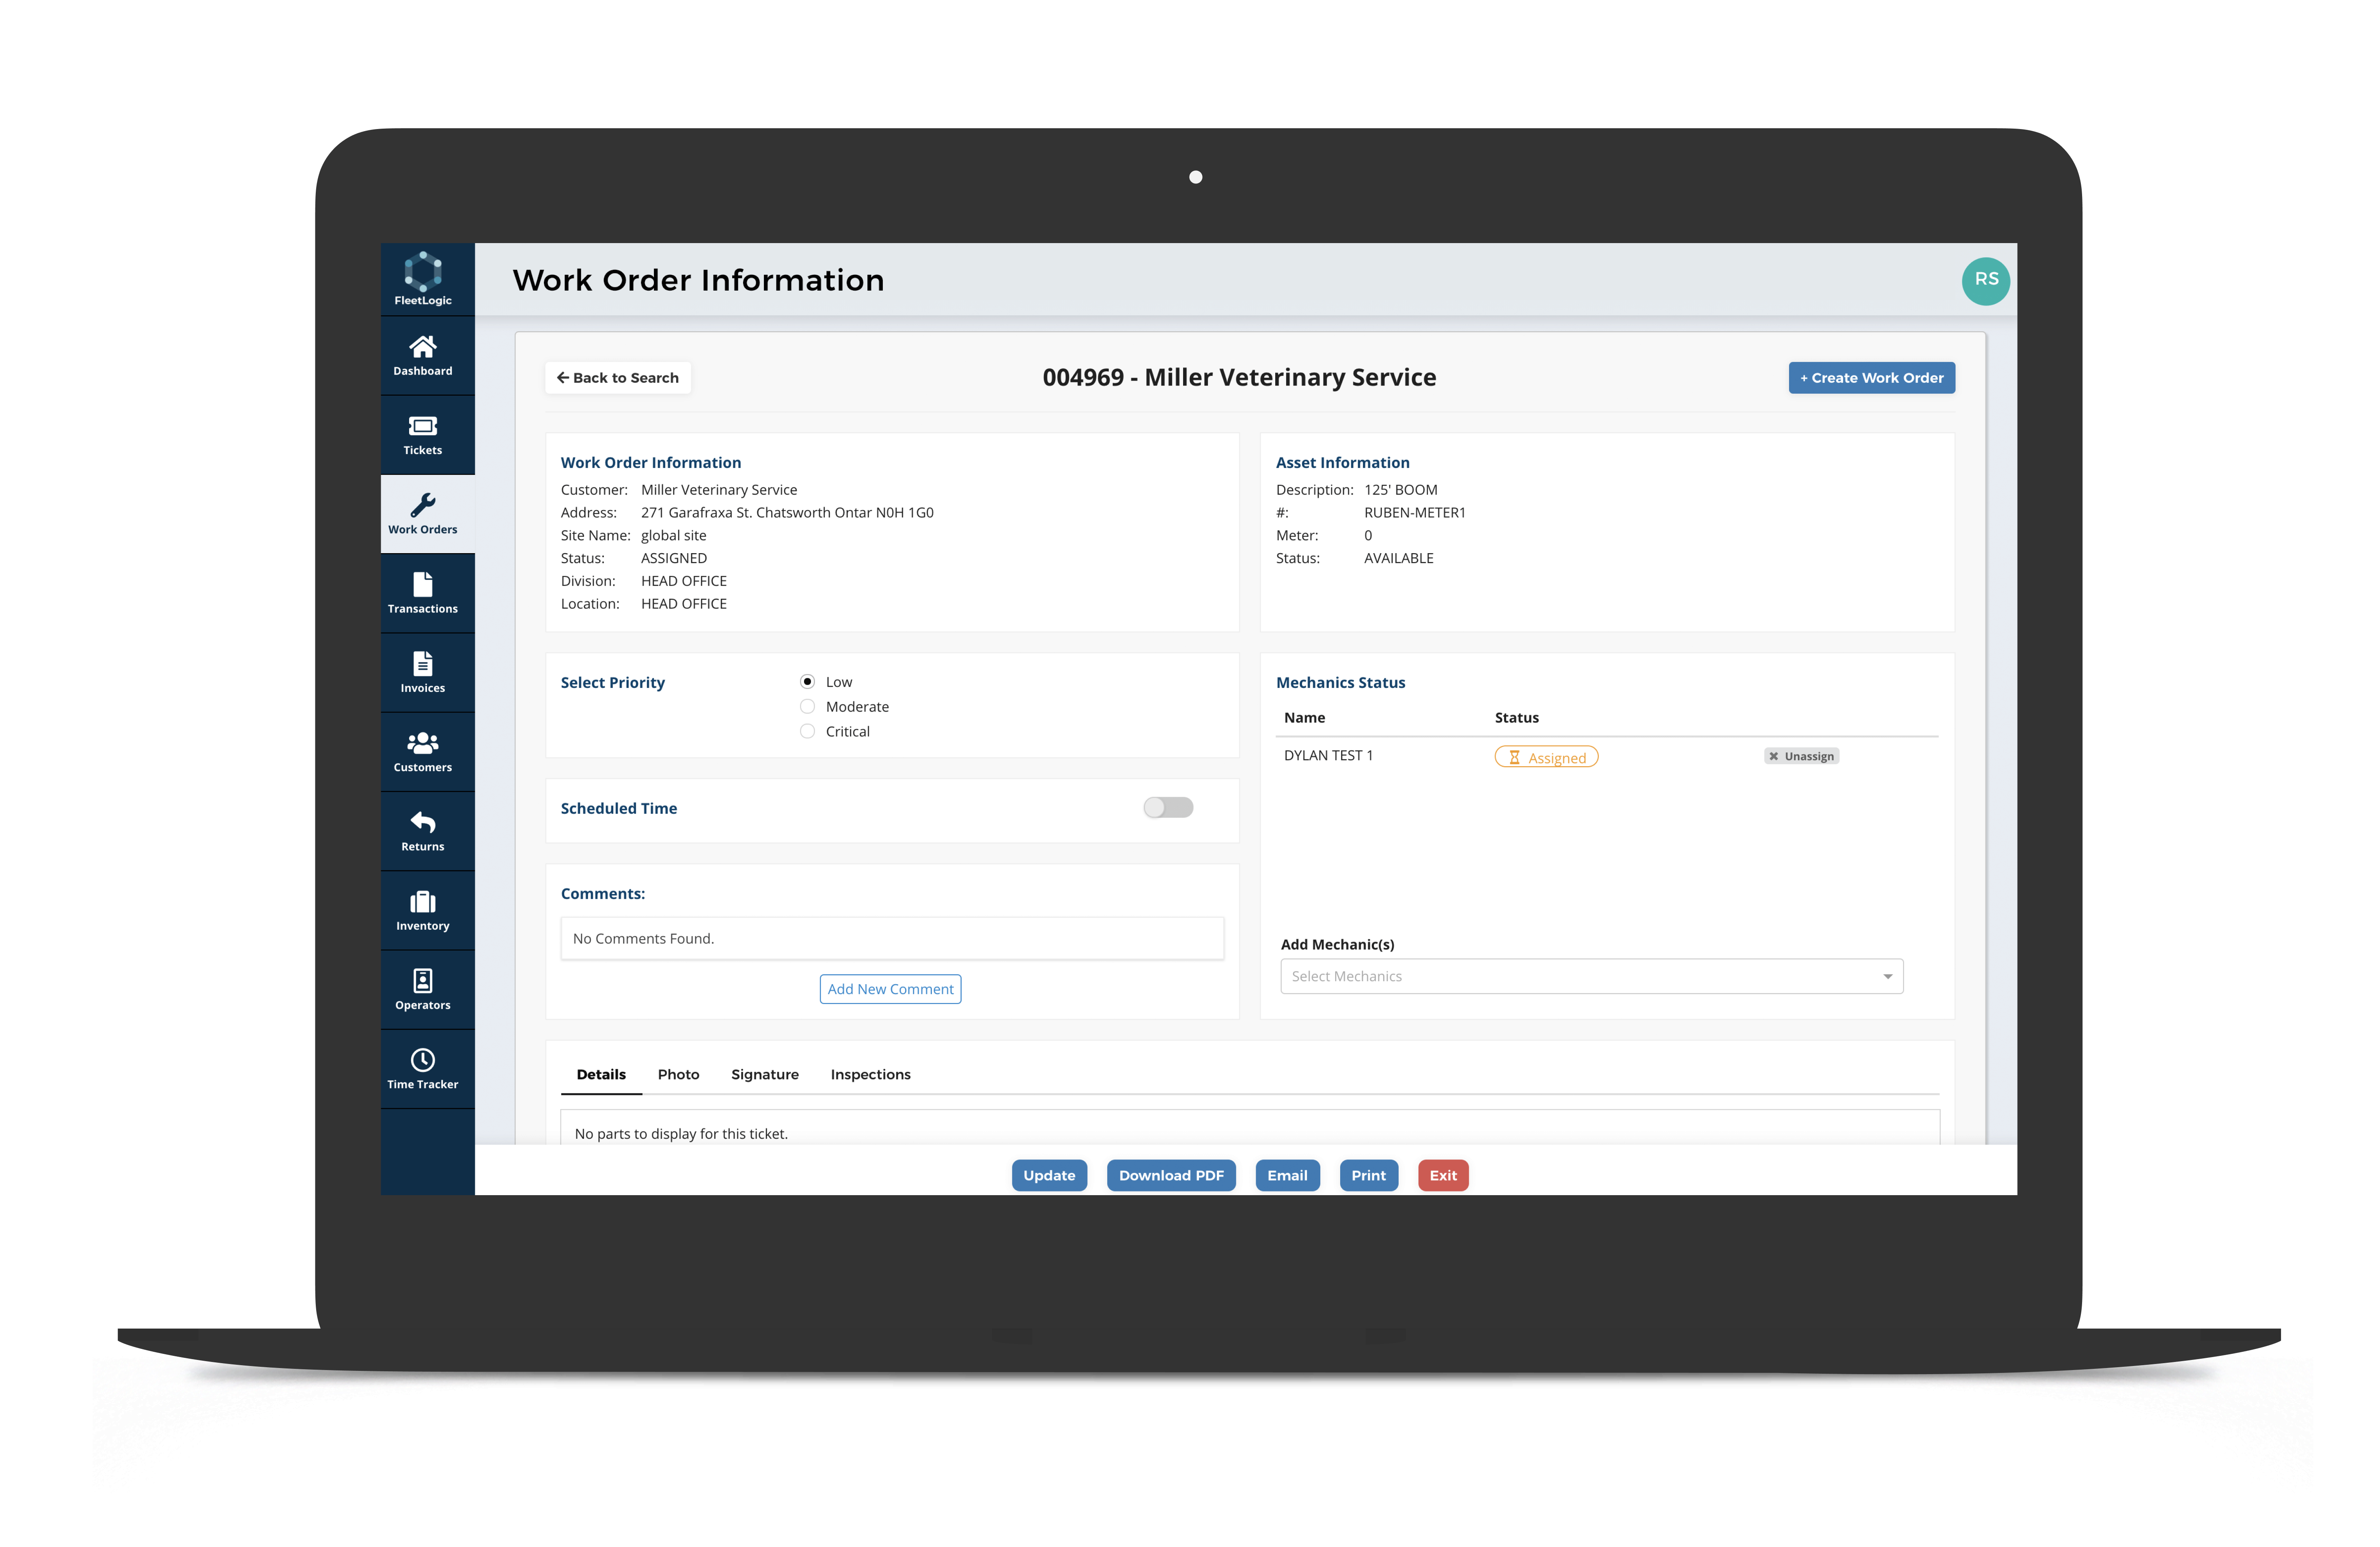 FleetLogic
Work Order Information
RS
Dashboard
Tickets
Work Orders
Transactions
Invoices
Customers
Returns
Inventory
Operators
Time Tracker
Back to Search
004969 - Miller Veterinary Service
+ Create Work Order
Work Order Information
Customer: Miller Veterinary Service
Address: 271 Garafraxa St. Chatsworth Ontar N0H 1G0
Site Name: global site
Status: ASSIGNED
Division: HEAD OFFICE
Location: HEAD OFFICE
Asset Information
Description: 125' BOOM
#: RUBEN-METER1
Meter: 0
Status: AVAILABLE
Select Priority
Low
Moderate
Critical
Scheduled Time
Comments:
No Comments Found.
Add New Comment
Mechanics Status
Name Status
DYLAN TEST 1 Assigned Unassign
Add Mechanic(s)
Select Mechanics
Details Photo Signature Inspections
No parts to display for this ticket.
Update Download PDF Email Print Exit